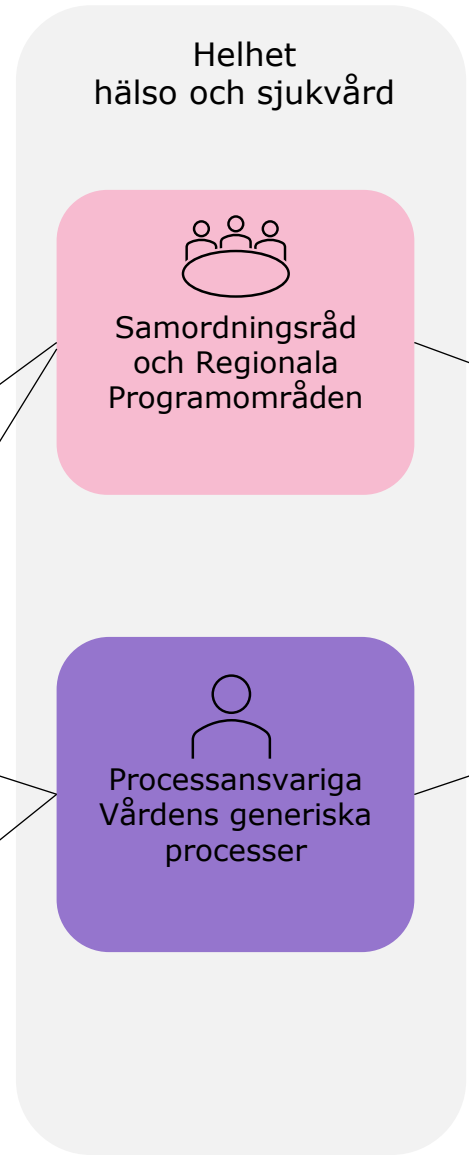 Helhet
hälso och sjukvård
Samordningsråd
och Regionala
Programområden
Processansvariga
Vårdens generiska
processer